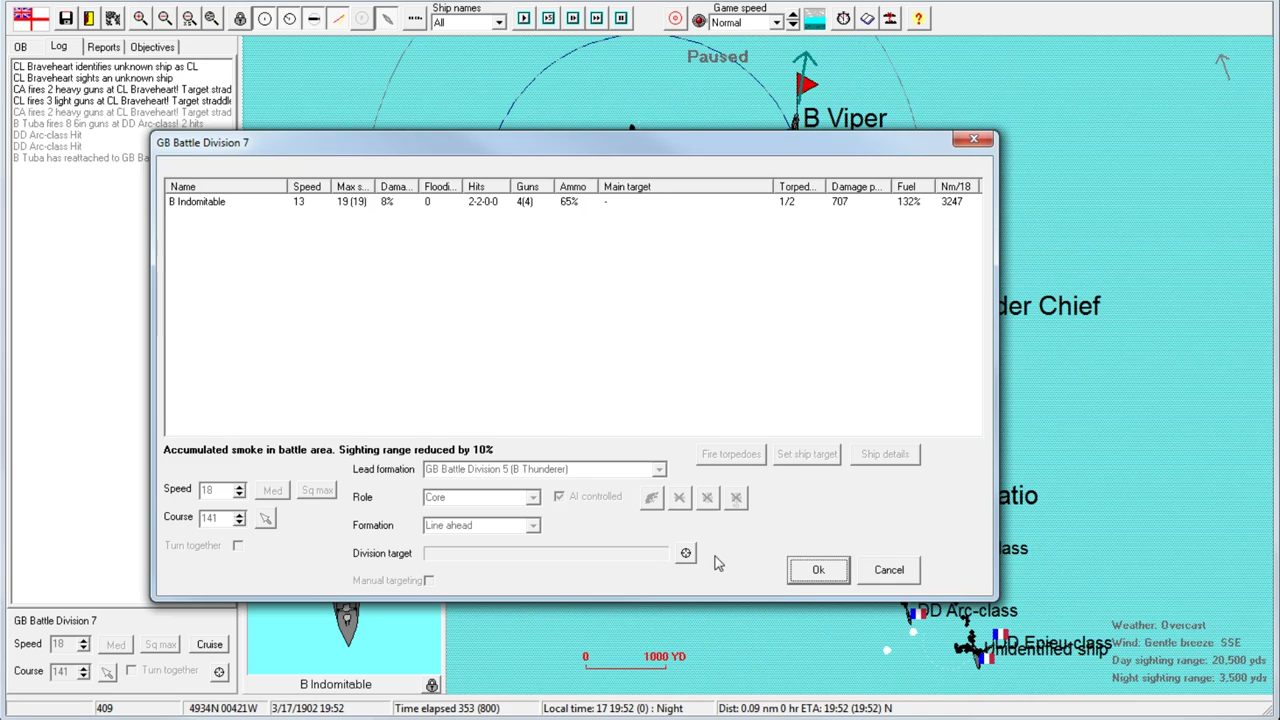 Ship names
All
Game speed
Normal
OB Log Reports Objectives
CL Braveheart identifies unknown ship as CL
CL Braveheart sights an unknown ship
CA fires 2 heavy guns at CL Braveheart! Target stradd
CL fires 3 light guns at CL Braveheart! Target straddle
CA fires 2 heavy guns at CL Braveheart! Target strad
B Tuba fires 8 6in guns at DD Arc-class! 2 hits
DD Arc-class Hit
DD Arc-class Hit
B Tuba has reattached to GB Ba
Paused
B Viper
GB Battle Division 7
Name Speed Max s... Dama... Floodi... Hits Guns Ammo Main target Torped... Damage p... Fuel Nm/18
B Indomitable 13 19 (19) 8% 0 2-2-0-0 4(4) 65% - 1/2 707 132% 3247
der Chief
Accumulated smoke in battle area. Sighting range reduced by 10%
Fire torpedoes Set ship target Ship details
Lead formation GB Battle Division 5 (B Thunderer)
Speed 18 Med Sq max
Role Core AI controlled
Course 141
Formation Line ahead
Turn together
Division target
Manual targeting
Ok Cancel
atio
ass
DD Arc-class
DD Epieu-class
Unidentified ship
GB Battle Division 7
Speed 18 Med Sq max Cruise
Course 141 Turn together
B Indomitable
0 1000 YD
Weather: Overcast
Wind: Gentle breeze SSE
Day sighting range: 20,500 yds
Night sighting range: 3,500 yds
409 4934N 00421W 3/17/1902 19:52 Time elapsed 353 (800) Local time: 17 19:52 (0) : Night Dist: 0.09 nm 0 hr ETA: 19:52 (19:52) N